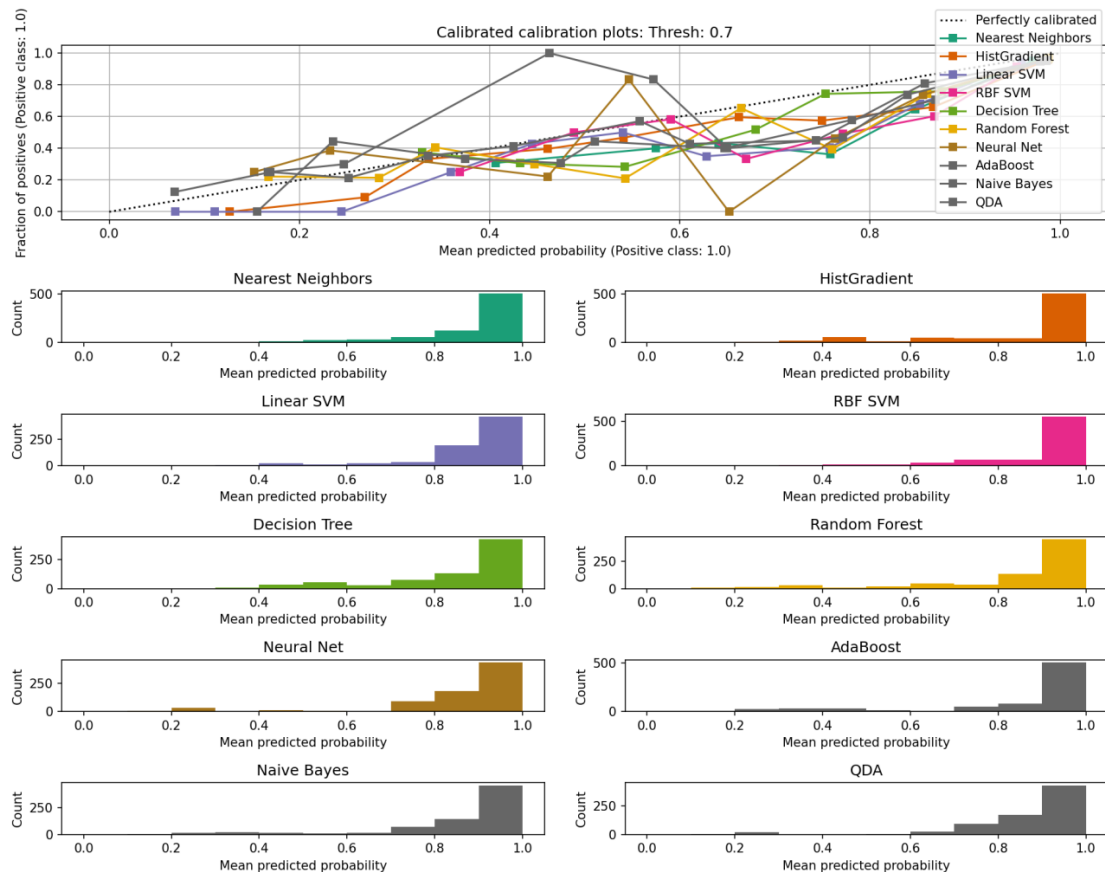 Calibrated calibration plots: Thresh: 0.7
Fraction of positives (Positive class: 1.0)
1.0
0.8
0.6
0.4
0.2
0.0
Perfectly calibrated
Nearest Neighbors
HistGradient
Linear SVM
RBF SVM
Decision Tree
Random Forest
Neural Net
AdaBoost
Naive Bayes
QDA
0.0 0.2 0.4 0.6 0.8 1.0
Mean predicted probability (Positive class: 1.0)
Nearest Neighbors
Count
500
0
0.0 0.2 0.4 0.6 0.8 1.0
Mean predicted probability
HistGradient
Count
500
0
0.0 0.2 0.4 0.6 0.8 1.0
Mean predicted probability
Linear SVM
Count
250
0
0.0 0.2 0.4 0.6 0.8 1.0
Mean predicted probability
RBF SVM
Count
500
0
0.0 0.2 0.4 0.6 0.8 1.0
Mean predicted probability
Decision Tree
Count
250
0
0.0 0.2 0.4 0.6 0.8 1.0
Mean predicted probability
Random Forest
Count
250
0
0.0 0.2 0.4 0.6 0.8 1.0
Mean predicted probability
Neural Net
Count
250
0
0.0 0.2 0.4 0.6 0.8 1.0
Mean predicted probability
AdaBoost
Count
500
0
0.0 0.2 0.4 0.6 0.8 1.0
Mean predicted probability
Naive Bayes
Count
250
0
0.0 0.2 0.4 0.6 0.8 1.0
Mean predicted probability
QDA
Count
250
0
0.0 0.2 0.4 0.6 0.8 1.0
Mean predicted probability